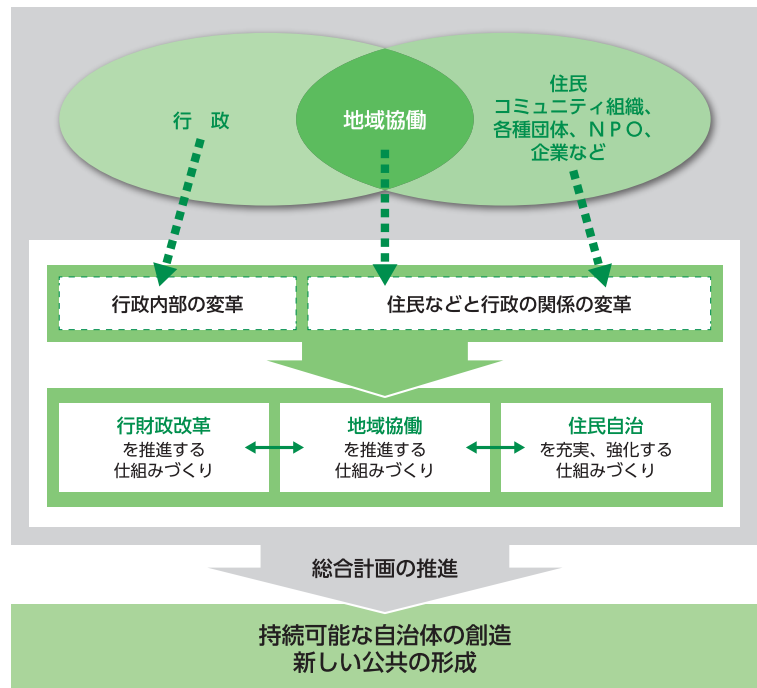 行　政
地域協働
住民
コミュニティ組織、
各種団体、ＮＰＯ、
企業など
行政内部の変革
住民などと行政の関係の変革
行財政改革
を推進する
仕組みづくり
地域協働
を推進する
仕組みづくり
住民自治
を充実、強化する
仕組みづくり
総合計画の推進
持続可能な自治体の創造
新しい公共の形成